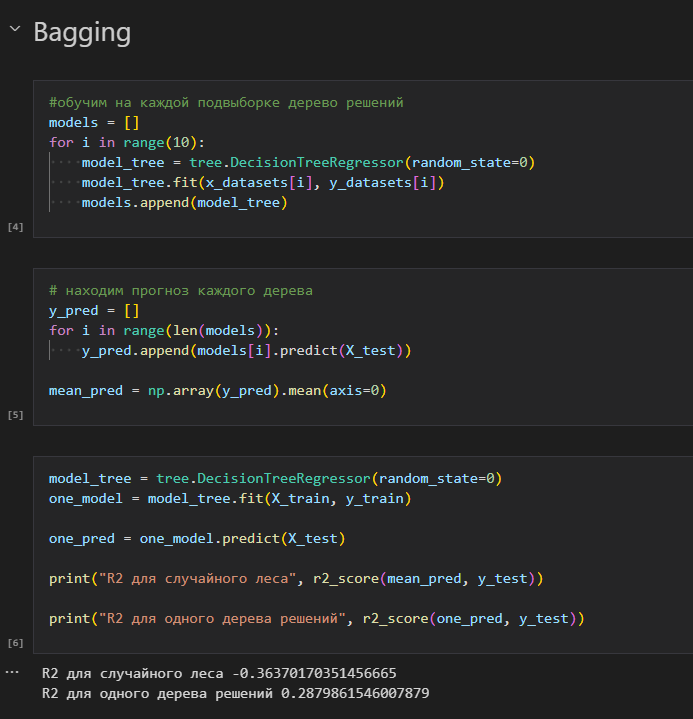 Bagging
#обучим на каждой подвыборке дерево решений
models = []
for i in range(10):
    model_tree = tree.DecisionTreeRegressor(random_state=0)
    model_tree.fit(x_datasets[i], y_datasets[i])
    models.append(model_tree)
[4]
# находим прогноз каждого дерева
y_pred = []
for i in range(len(models)):
    y_pred.append(models[i].predict(X_test))
mean_pred = np.array(y_pred).mean(axis=0)
[5]
model_tree = tree.DecisionTreeRegressor(random_state=0)
one_model = model_tree.fit(X_train, y_train)
one_pred = one_model.predict(X_test)
print("R2 для случайного леса", r2_score(mean_pred, y_test))
print("R2 для одного дерева решений", r2_score(one_pred, y_test))
[6]
R2 для случайного леса -0.36370170351456665
R2 для одного дерева решений 0.2879861546007879